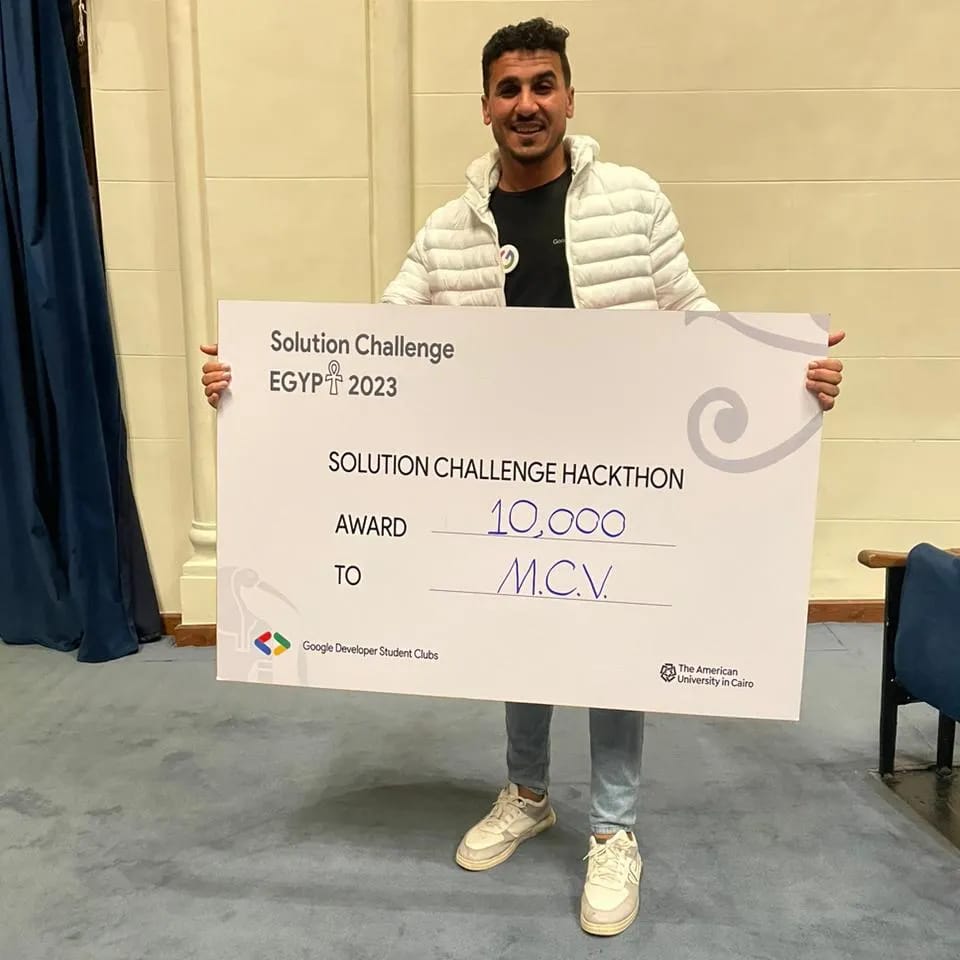 Solution Challenge
EGYPT 2023
SOLUTION CHALLENGE HACKTHON
AWARD 10,000
TO M.C.V.
Google Developer Student Clubs
The American
University in Cairo